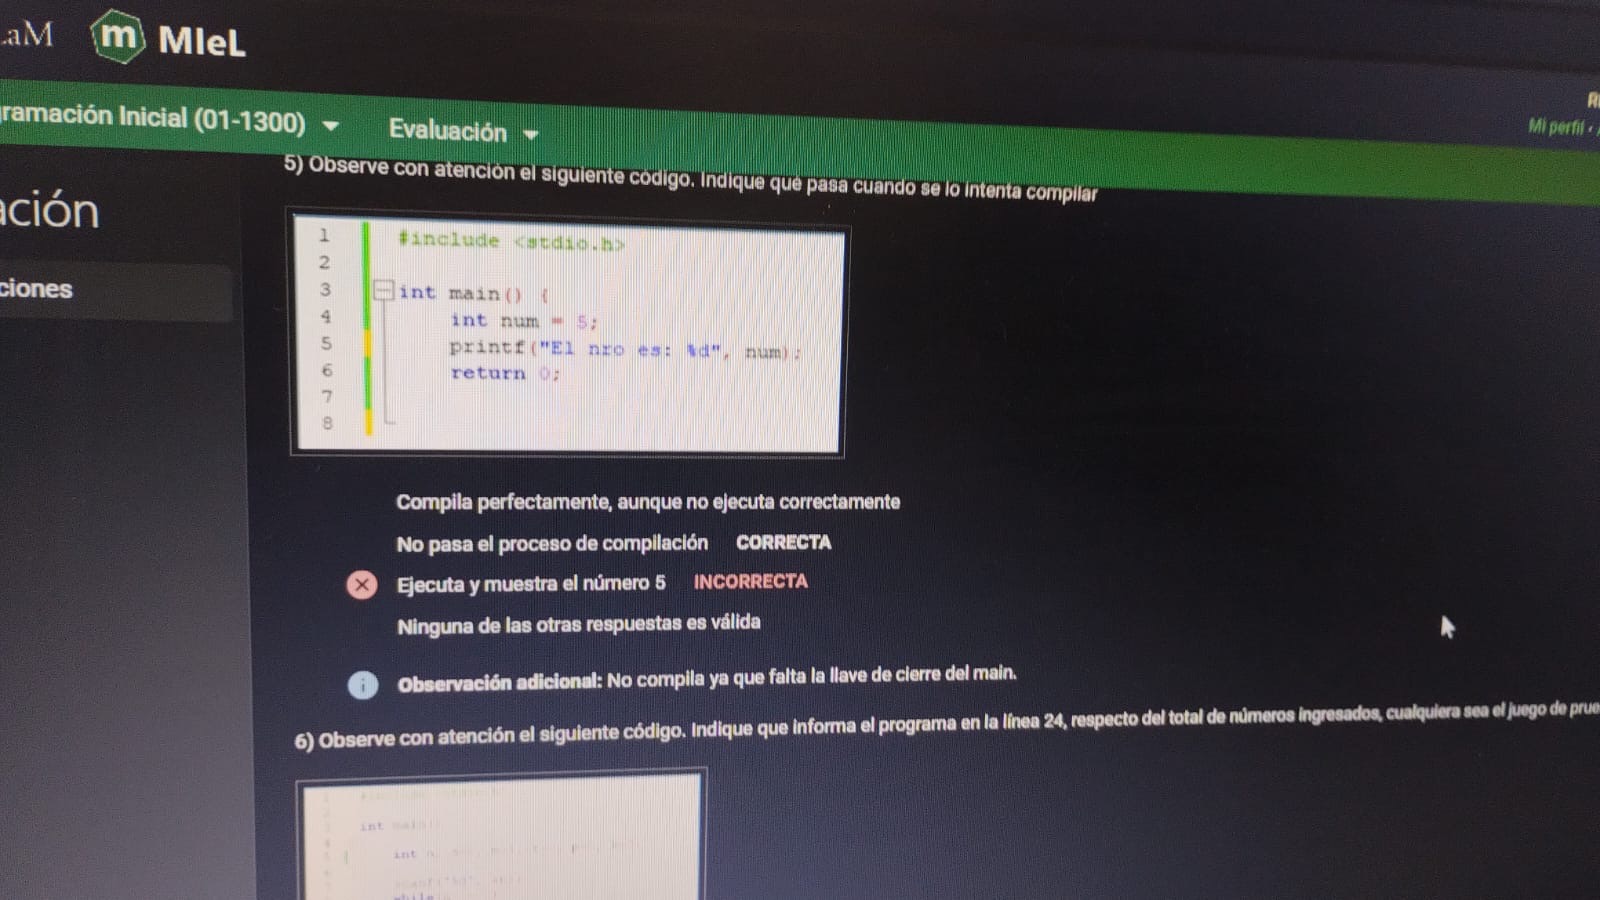 aM
m MIeL
ramación Inicial (01-1300)
Evaluación
Mi perfil
ación
ciones
5) Observe con atención el siguiente código. Indique qué pasa cuando se lo intenta compilar
1 #include <stdio.h>
2
3 int main() {
4 int num = 5;
5 printf("El nro es: %d", num);
6 return 0;
7
8
Compila perfectamente, aunque no ejecuta correctamente
No pasa el proceso de compilación CORRECTA
Ejecuta y muestra el número 5 INCORRECTA
Ninguna de las otras respuestas es válida
i Observación adicional: No compila ya que falta la llave de cierre del main.
6) Observe con atención el siguiente código. Indique que informa el programa en la línea 24, respecto del total de números ingresados, cualquiera sea el juego de prue
int
int